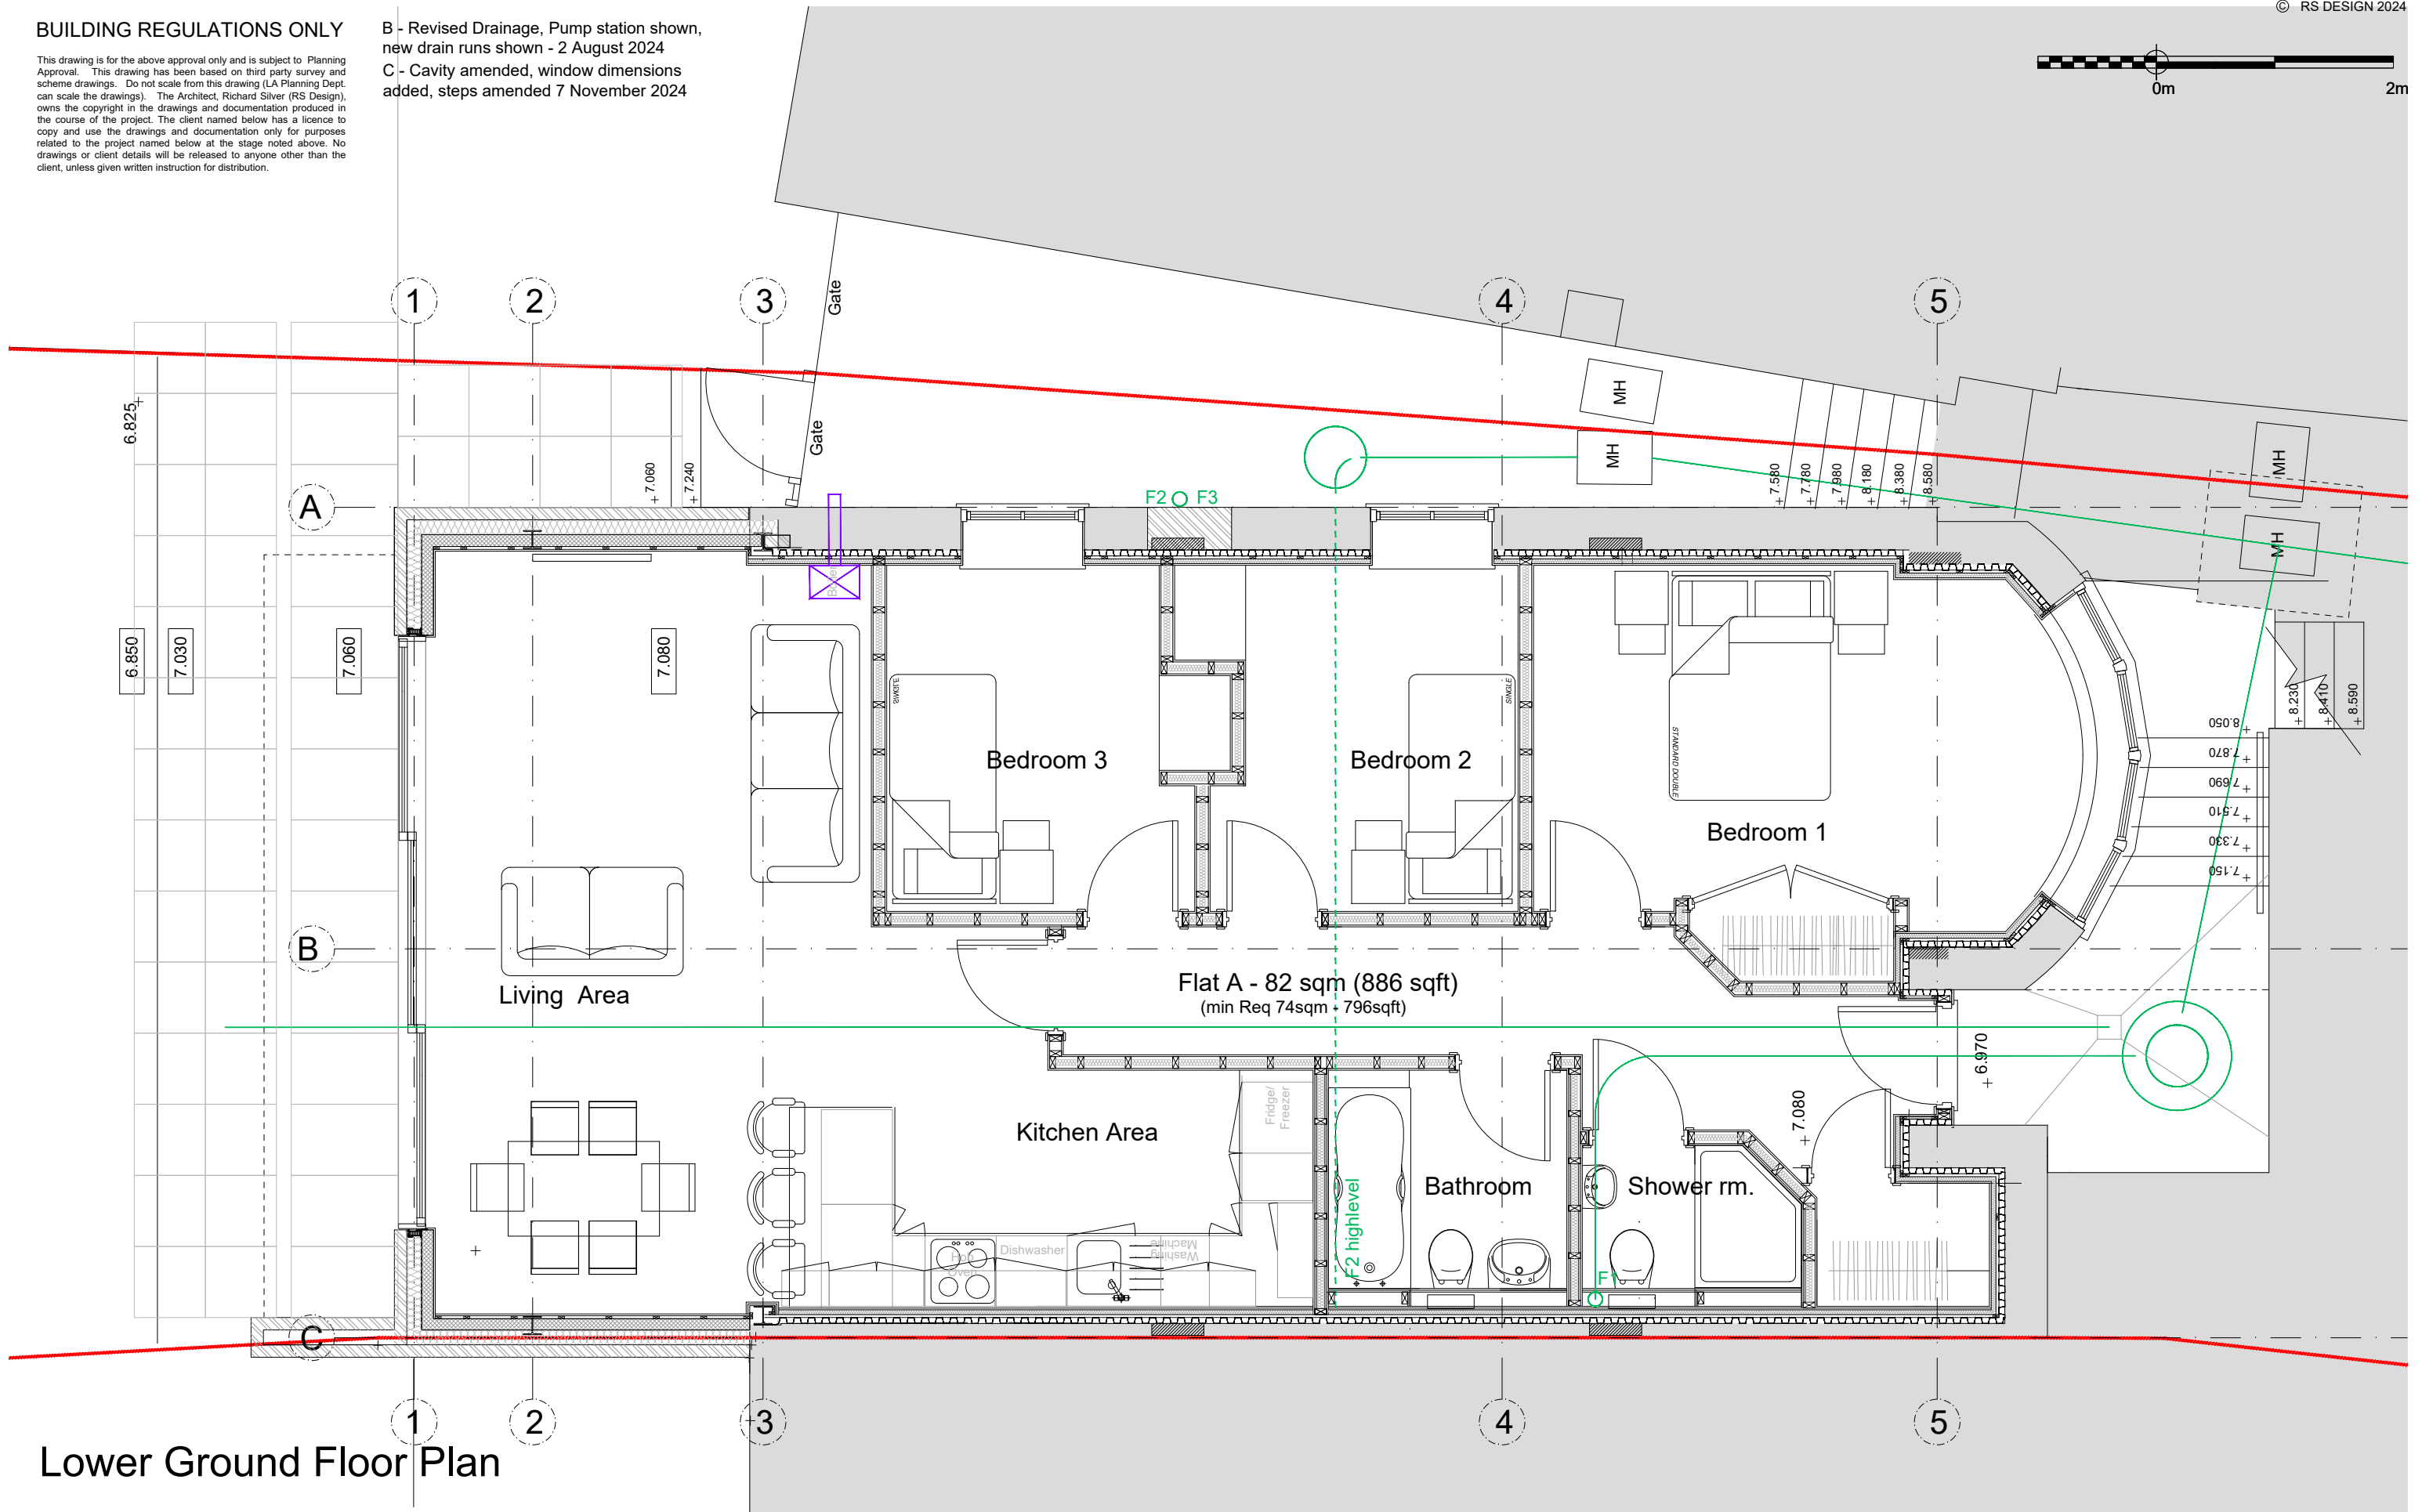 © RS DESIGN 2024
BUILDING REGULATIONS ONLY
This drawing is for the above approval only and is subject to Planning
Approval. This drawing has been based on third party survey and
scheme drawings. Do not scale from this drawing (LA Planning Dept.
can scale the drawings). The Architect, Richard Silver (RS Design),
owns the copyright in the drawings and documentation produced in
the course of the project. The client named below has a licence to
copy and use the drawings and documentation only for purposes
related to the project named below at the stage noted above. No
drawings or client details will be released to anyone other than the
client, unless given written instruction for distribution.
B - Revised Drainage, Pump station shown,
new drain runs shown - 2 August 2024
C - Cavity amended, window dimensions
added, steps amended 7 November 2024
0m
2m
1
2
3
4
5
Gate
Gate
MH
MH
MH
MH
6.825
7.060
7.240
7.580
7.780
7.980
8.180
8.380
8.580
A
F2
F3
6.850
7.030
7.060
7.080
SINGLE
SINGLE
STANDARD DOUBLE
Bedroom 3
Bedroom 2
Bedroom 1
8.230
8.410
8.590
8.050
7.870
7.690
7.510
7.330
7.150
B
Living Area
Flat A - 82 sqm (886 sqft)
(min Req 74sqm - 796sqft)
6.970
7.080
Fridge/
Freezer
Kitchen Area
Bathroom
Shower rm.
F2 highlevel
Hob
Oven
Dishwasher
Washing
Machine
F1
C
1
2
3
4
5
Lower Ground Floor Plan